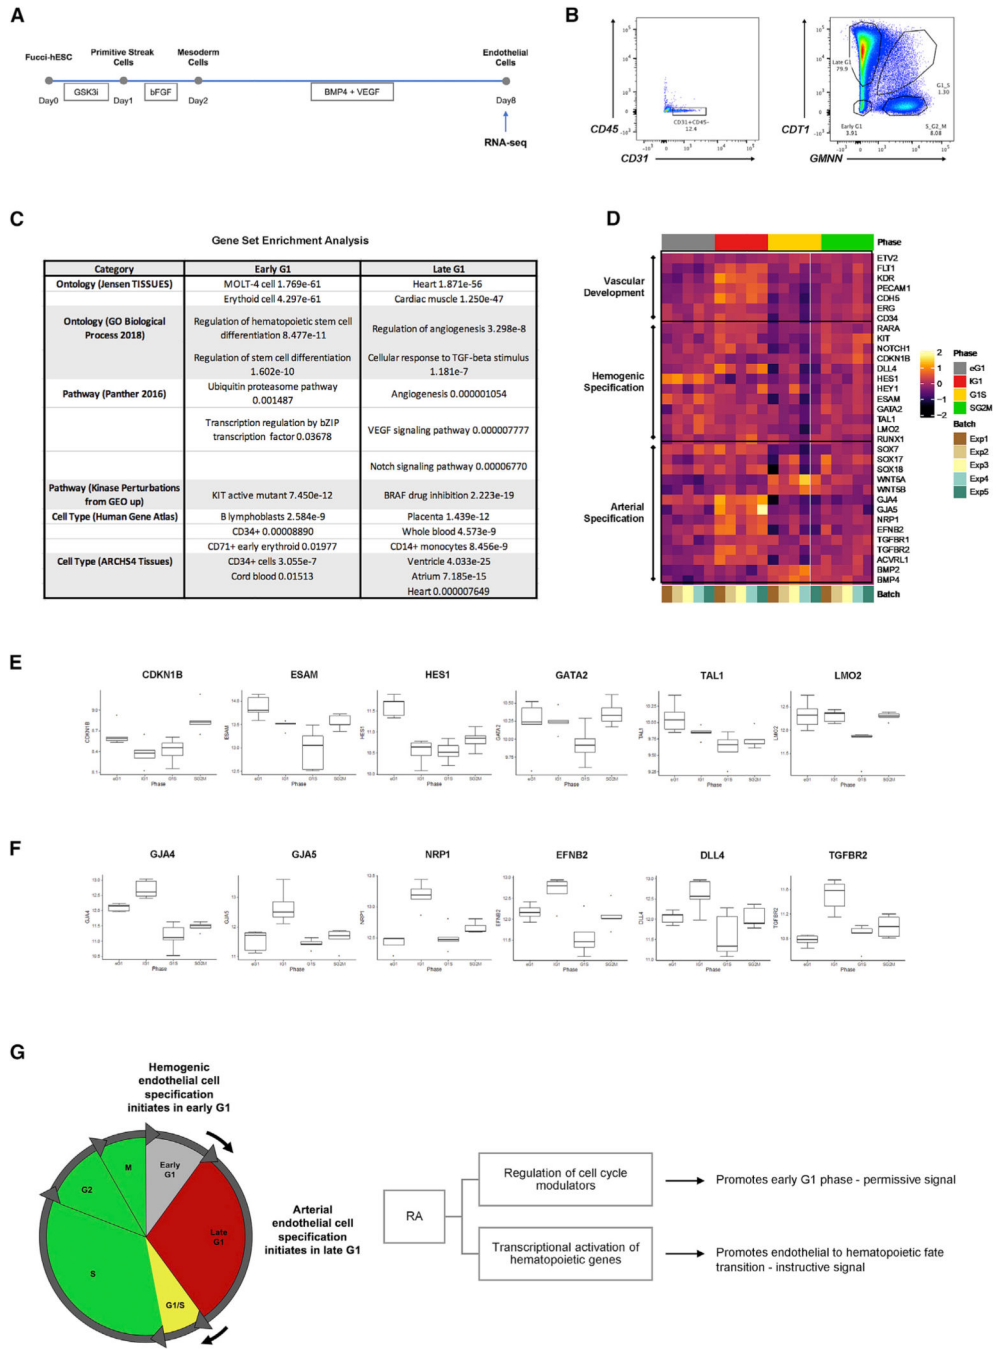 A
Fucci-hESC
Primitive Streak
Cells
Mesoderm
Cells
Endothelial
Cells
GSK3i
bFGF
BMP4 + VEGF
Day0
Day1
Day2
Day8
RNA-seq
B
CD45
CD31
CD31+CD45-
12.4
CDT1
GMNN
Late G1
79.9
G1_S
1.30
Early G1
3.91
S_G2_M
8.08
C
Gene Set Enrichment Analysis
Category Early G1 Late G1
Ontology (Jensen TISSUES) MOLT-4 cell 1.769e-61 Heart 1.871e-56
Erythoid cell 4.297e-61 Cardiac muscle 1.250e-47
Ontology (GO Biological
Process 2018)
Regulation of hematopoietic stem cell
differentiation 8.477e-11
Regulation of angiogenesis 3.298e-8
Regulation of stem cell differentiation
1.602e-10
Cellular response to TGF-beta stimulus
1.181e-7
Pathway (Panther 2016)
Ubiquitin proteasome pathway
0.001487
Angiogenesis 0.000001054
Transcription regulation by bZIP
transcription factor 0.03678
VEGF signaling pathway 0.000007777
Notch signaling pathway 0.00006770
Pathway (Kinase Perturbations
from GEO up)
KIT active mutant 7.450e-12
BRAF drug inhibition 2.223e-19
Cell Type (Human Gene Atlas) B lymphoblasts 2.584e-9 Placenta 1.439e-12
CD34+ 0.00008890 Whole blood 4.573e-9
CD71+ early erythroid 0.01977 CD14+ monocytes 8.456e-9
Cell Type (ARCHS4 Tissues) CD34+ cells 3.055e-7 Ventricle 4.033e-25
Cord blood 0.01513 Atrium 7.185e-15
Heart 0.000007649
D
Phase
Vascular
Development
Hemogenic
Specification
Arterial
Specification
ETV2
FLT1
KDR
PECAM1
CDH5
ERG
CD34
RARA
KIT
NOTCH1
CDKN1B
DLL4
HES1
HEY1
ESAM
GATA2
TAL1
LMO2
RUNX1
SOX7
SOX17
SOX18
WNT5A
WNT5B
GJA4
GJA5
NRP1
EFNB2
TGFBR1
TGFBR2
ACVRL1
BMP2
BMP4
Batch
2
1
0
−1
−2
Phase
eG1
lG1
G1S
SG2M
Batch
Exp1
Exp2
Exp3
Exp4
Exp5
E
CDKN1B
ESAM
HES1
GATA2
TAL1
LMO2
Phase
Phase
Phase
Phase
Phase
Phase
F
GJA4
GJA5
NRP1
EFNB2
DLL4
TGFBR2
Phase
Phase
Phase
Phase
Phase
Phase
G
Hemogenic
endothelial cell
specification
initiates in early G1
M
Early
G1
G2
Late
G1
S
G1/S
Arterial
endothelial cell
specification
initiates in late G1
RA
Regulation of cell cycle
modulators
Promotes early G1 phase - permissive signal
Transcriptional activation of
hematopoietic genes
Promotes endothelial to hematopoietic fate
transition - instructive signal